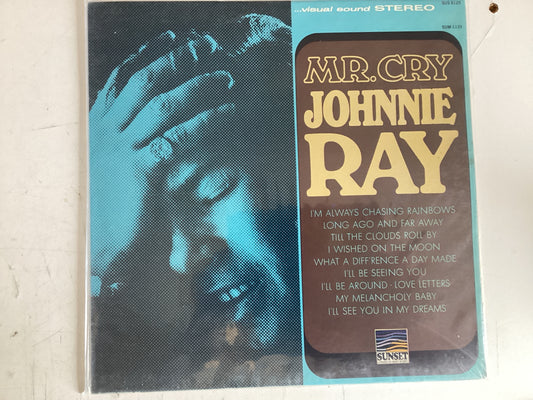 ...visual sound STEREO
MR. CRY
JOHNNIE
RAY
I'M ALWAYS CHASING RAINBOWS
LONG AGO AND FAR AWAY
TILL THE CLOUDS ROLL BY
I WISHED ON THE MOON
WHAT A DIFF'RENCE A DAY MADE
I'LL BE SEEING YOU
I'LL BE AROUND · LOVE LETTERS
MY MELANCHOLY BABY
I'LL SEE YOU IN MY DREAMS
SUNSET